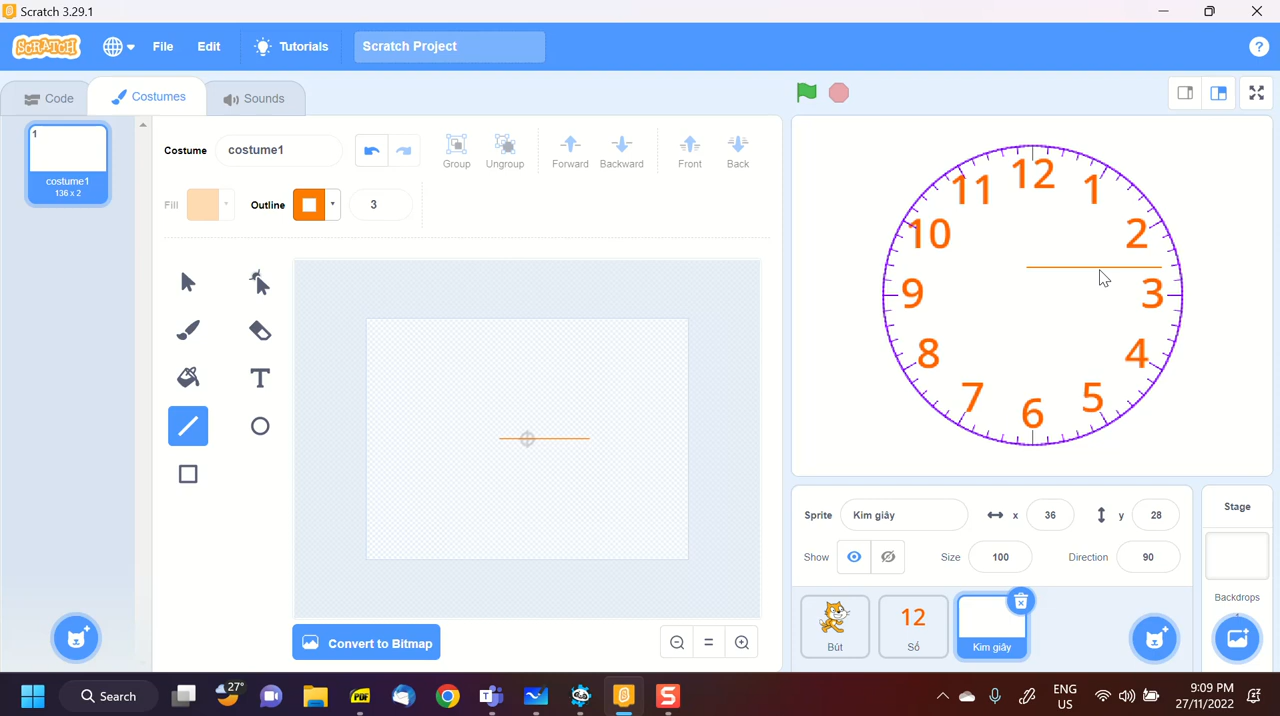 Scratch 3.29.1
SCRATCH
File
Edit
Tutorials
Scratch Project
?
Code
Costumes
Sounds
1
costume1
136 x 2
Costume
costume1
Group
Ungroup
Forward
Backward
Front
Back
Fill
Outline
3
T
Convert to Bitmap
12
1
2
3
4
5
6
7
8
9
10
11
Sprite
Kim giây
x
36
y
28
Show
Size
100
Direction
90
Bút
12
Số
Kim giây
Stage
Backdrops
27°
Search
PDF
S
ENG
US
9:09 PM
27/11/2022